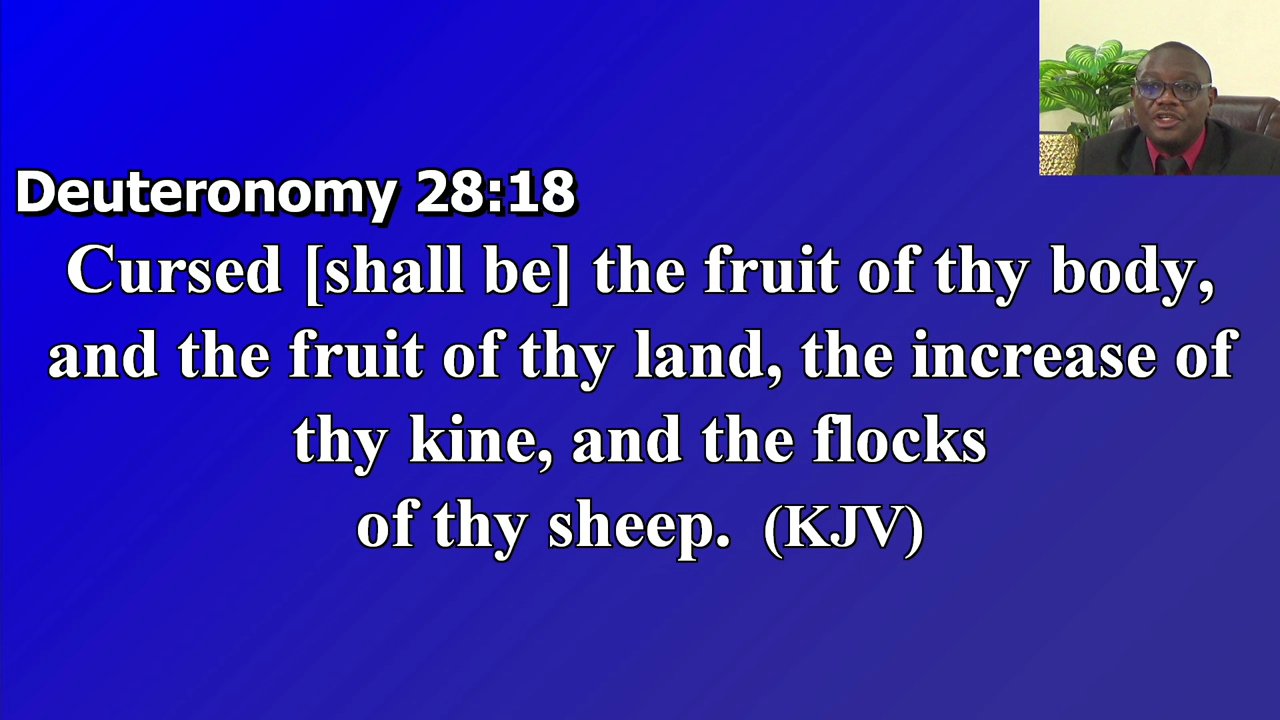 Deuteronomy 28:18
Cursed [shall be] the fruit of thy body,
and the fruit of thy land, the increase of
thy kine, and the flocks
of thy sheep. (KJV)